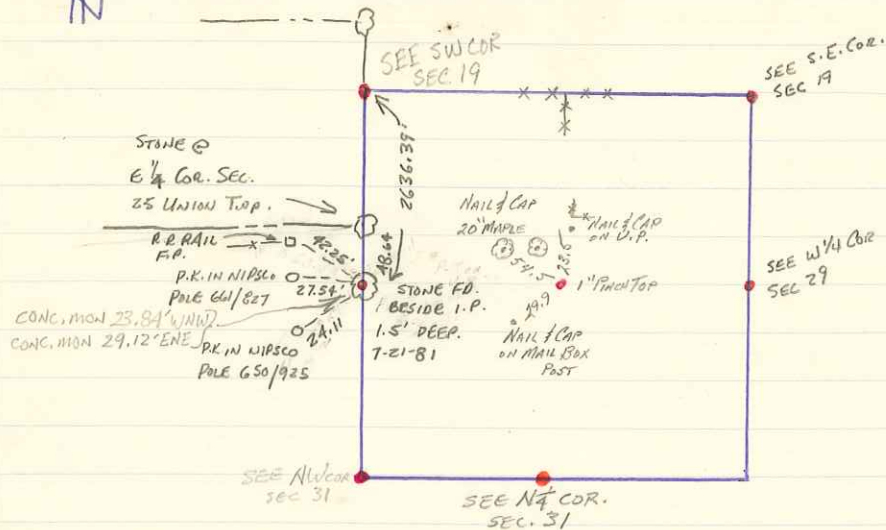 IN
SEE SW COR
SEC. 19
SEE S.E. COR.
SEC 19
STONE @
E ¼ COR. SEC.
25 UNION TWP.
R.R. RAIL
F.P.
P.K. IN NIPSCO
POLE 661/827
CONC. MON 23.84' WNW
CONC. MON 29.12' ENE
P.K. IN NIPSCO
POLE 650/925
2636.39'
48.64
42.25'
27.54'
24.11
STONE FD.
BESIDE I.P.
1.5' DEEP.
7-21-81
NAIL & CAP
20" MAPLE
NAIL & CAP
ON U.P.
54.5
23.6
1" PINCH TOP
NAIL & CAP
ON MAIL BOX
POST
SEE W ¼ COR
SEC 29
SEE NW COR
SEC 31
SEE N ¼ COR.
SEC. 31